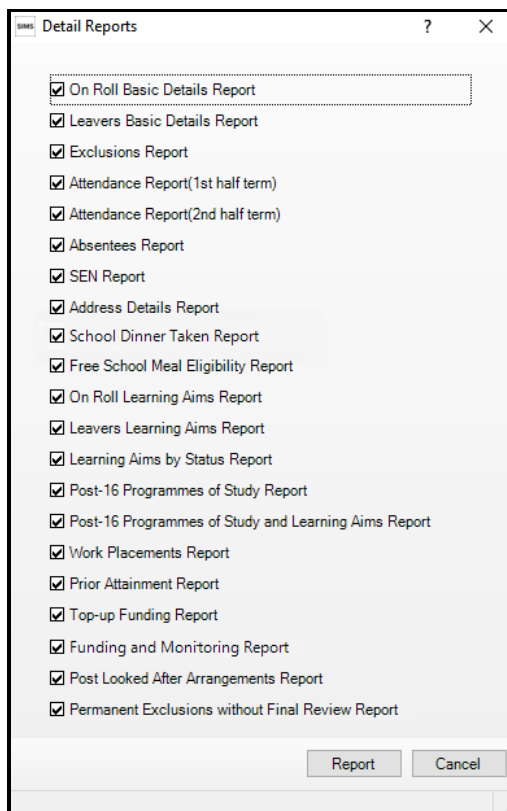 SIMS Detail Reports ? X
On Roll Basic Details Report
Leavers Basic Details Report
Exclusions Report
Attendance Report(1st half term)
Attendance Report(2nd half term)
Absentees Report
SEN Report
Address Details Report
School Dinner Taken Report
Free School Meal Eligibility Report
On Roll Learning Aims Report
Leavers Learning Aims Report
Learning Aims by Status Report
Post-16 Programmes of Study Report
Post-16 Programmes of Study and Learning Aims Report
Work Placements Report
Prior Attainment Report
Top-up Funding Report
Funding and Monitoring Report
Post Looked After Arrangements Report
Permanent Exclusions without Final Review Report
Report Cancel